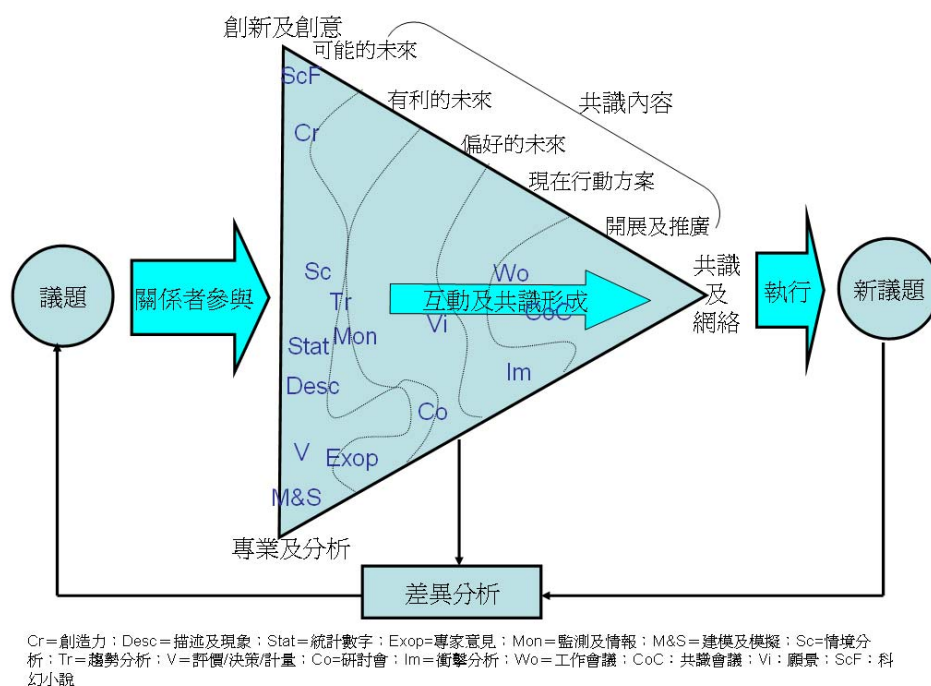 創新及創意
可能的未來
ScF
有利的未來
共識內容
Cr
偏好的未來
現在行動方案
開展及推廣
議題
關係者參與
Sc
Wo
共識及網絡
執行
新議題
Tr
互動及共識形成
CoC
Vi
Mon
Stat
Desc
Im
Co
V
Exop
M&S
專業及分析
差異分析
Cr=創造力；Desc=描述及現象；Stat=統計數字；Exop=專家意見；Mon=監測及情報；M&S=建模及模擬；Sc=情境分
析；Tr=趨勢分析；V=評價/決策/計量；Co=研討會；Im=衝擊分析；Wo=工作會議；CoC：共識會議；Vi：願景；ScF：科
幻小說